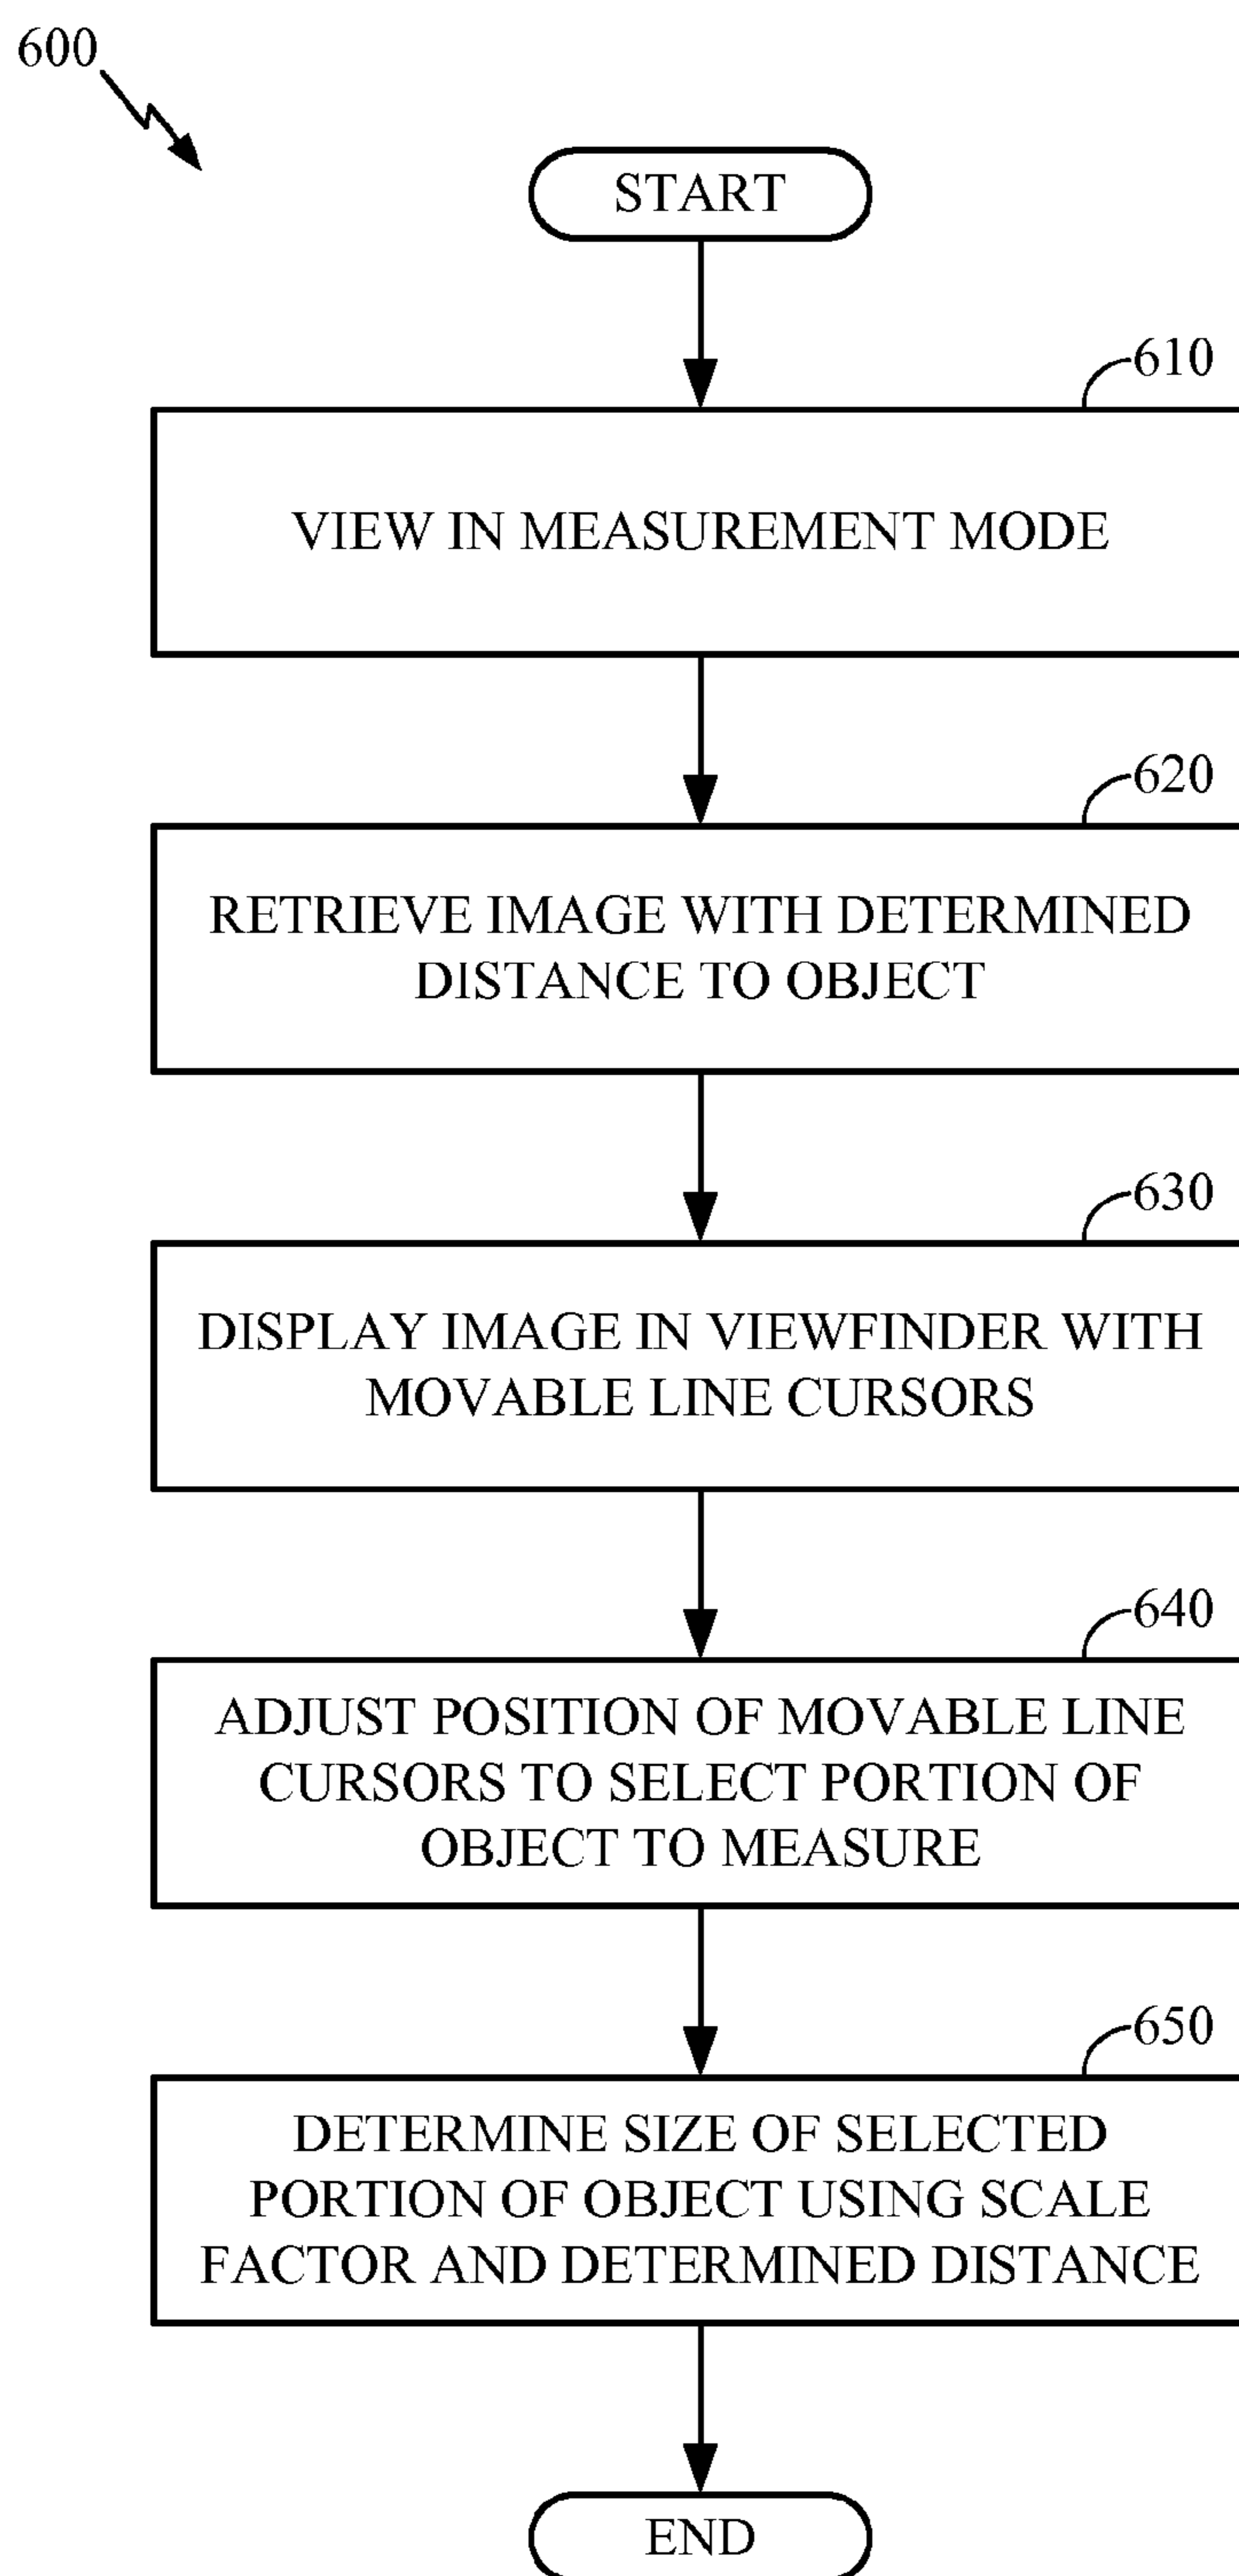 600
START
610
VIEW IN MEASUREMENT MODE
620
RETRIEVE IMAGE WITH DETERMINED
DISTANCE TO OBJECT
630
DISPLAY IMAGE IN VIEWFINDER WITH
MOVABLE LINE CURSORS
640
ADJUST POSITION OF MOVABLE LINE
CURSORS TO SELECT PORTION OF
OBJECT TO MEASURE
650
DETERMINE SIZE OF SELECTED
PORTION OF OBJECT USING SCALE
FACTOR AND DETERMINED DISTANCE
END